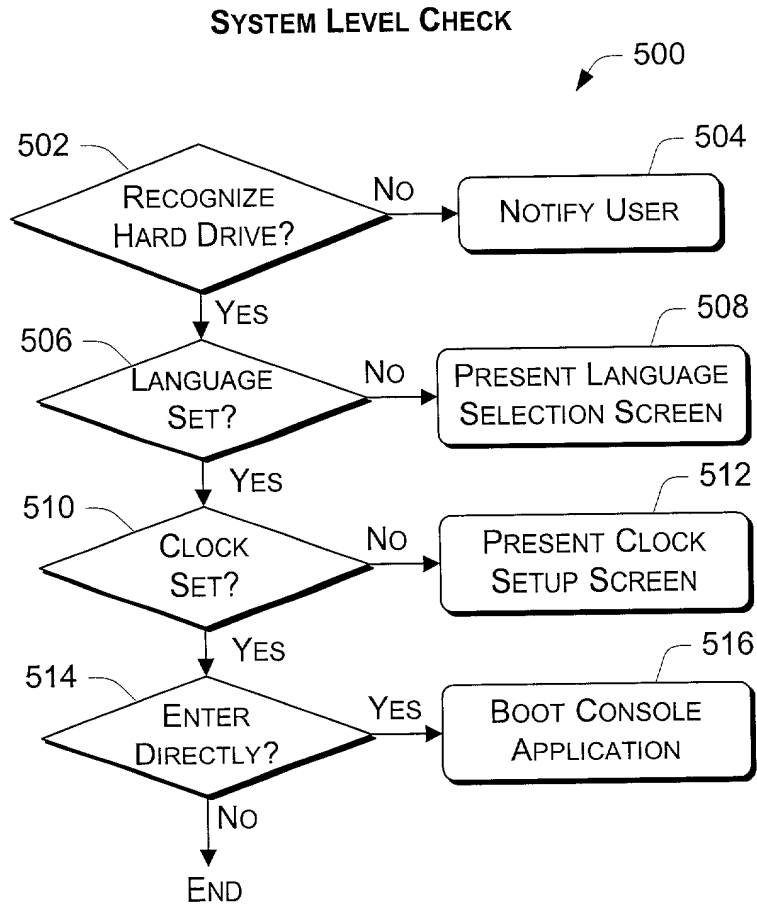 SYSTEM LEVEL CHECK
500
502
RECOGNIZE
HARD DRIVE?
NO
504
NOTIFY USER
YES
506
LANGUAGE
SET?
NO
508
PRESENT LANGUAGE
SELECTION SCREEN
YES
510
CLOCK
SET?
NO
512
PRESENT CLOCK
SETUP SCREEN
YES
514
ENTER
DIRECTLY?
YES
516
BOOT CONSOLE
APPLICATION
NO
END